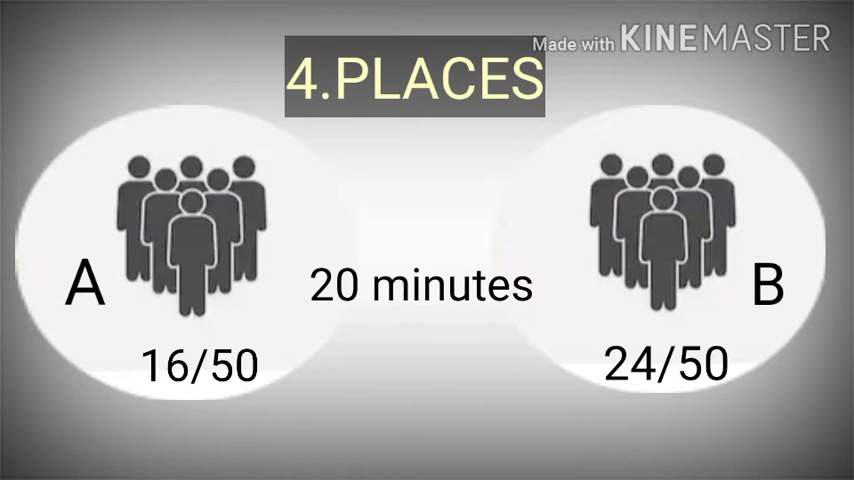 Made with KINEMASTER
4.PLACES
A
20 minutes
B
16/50
24/50